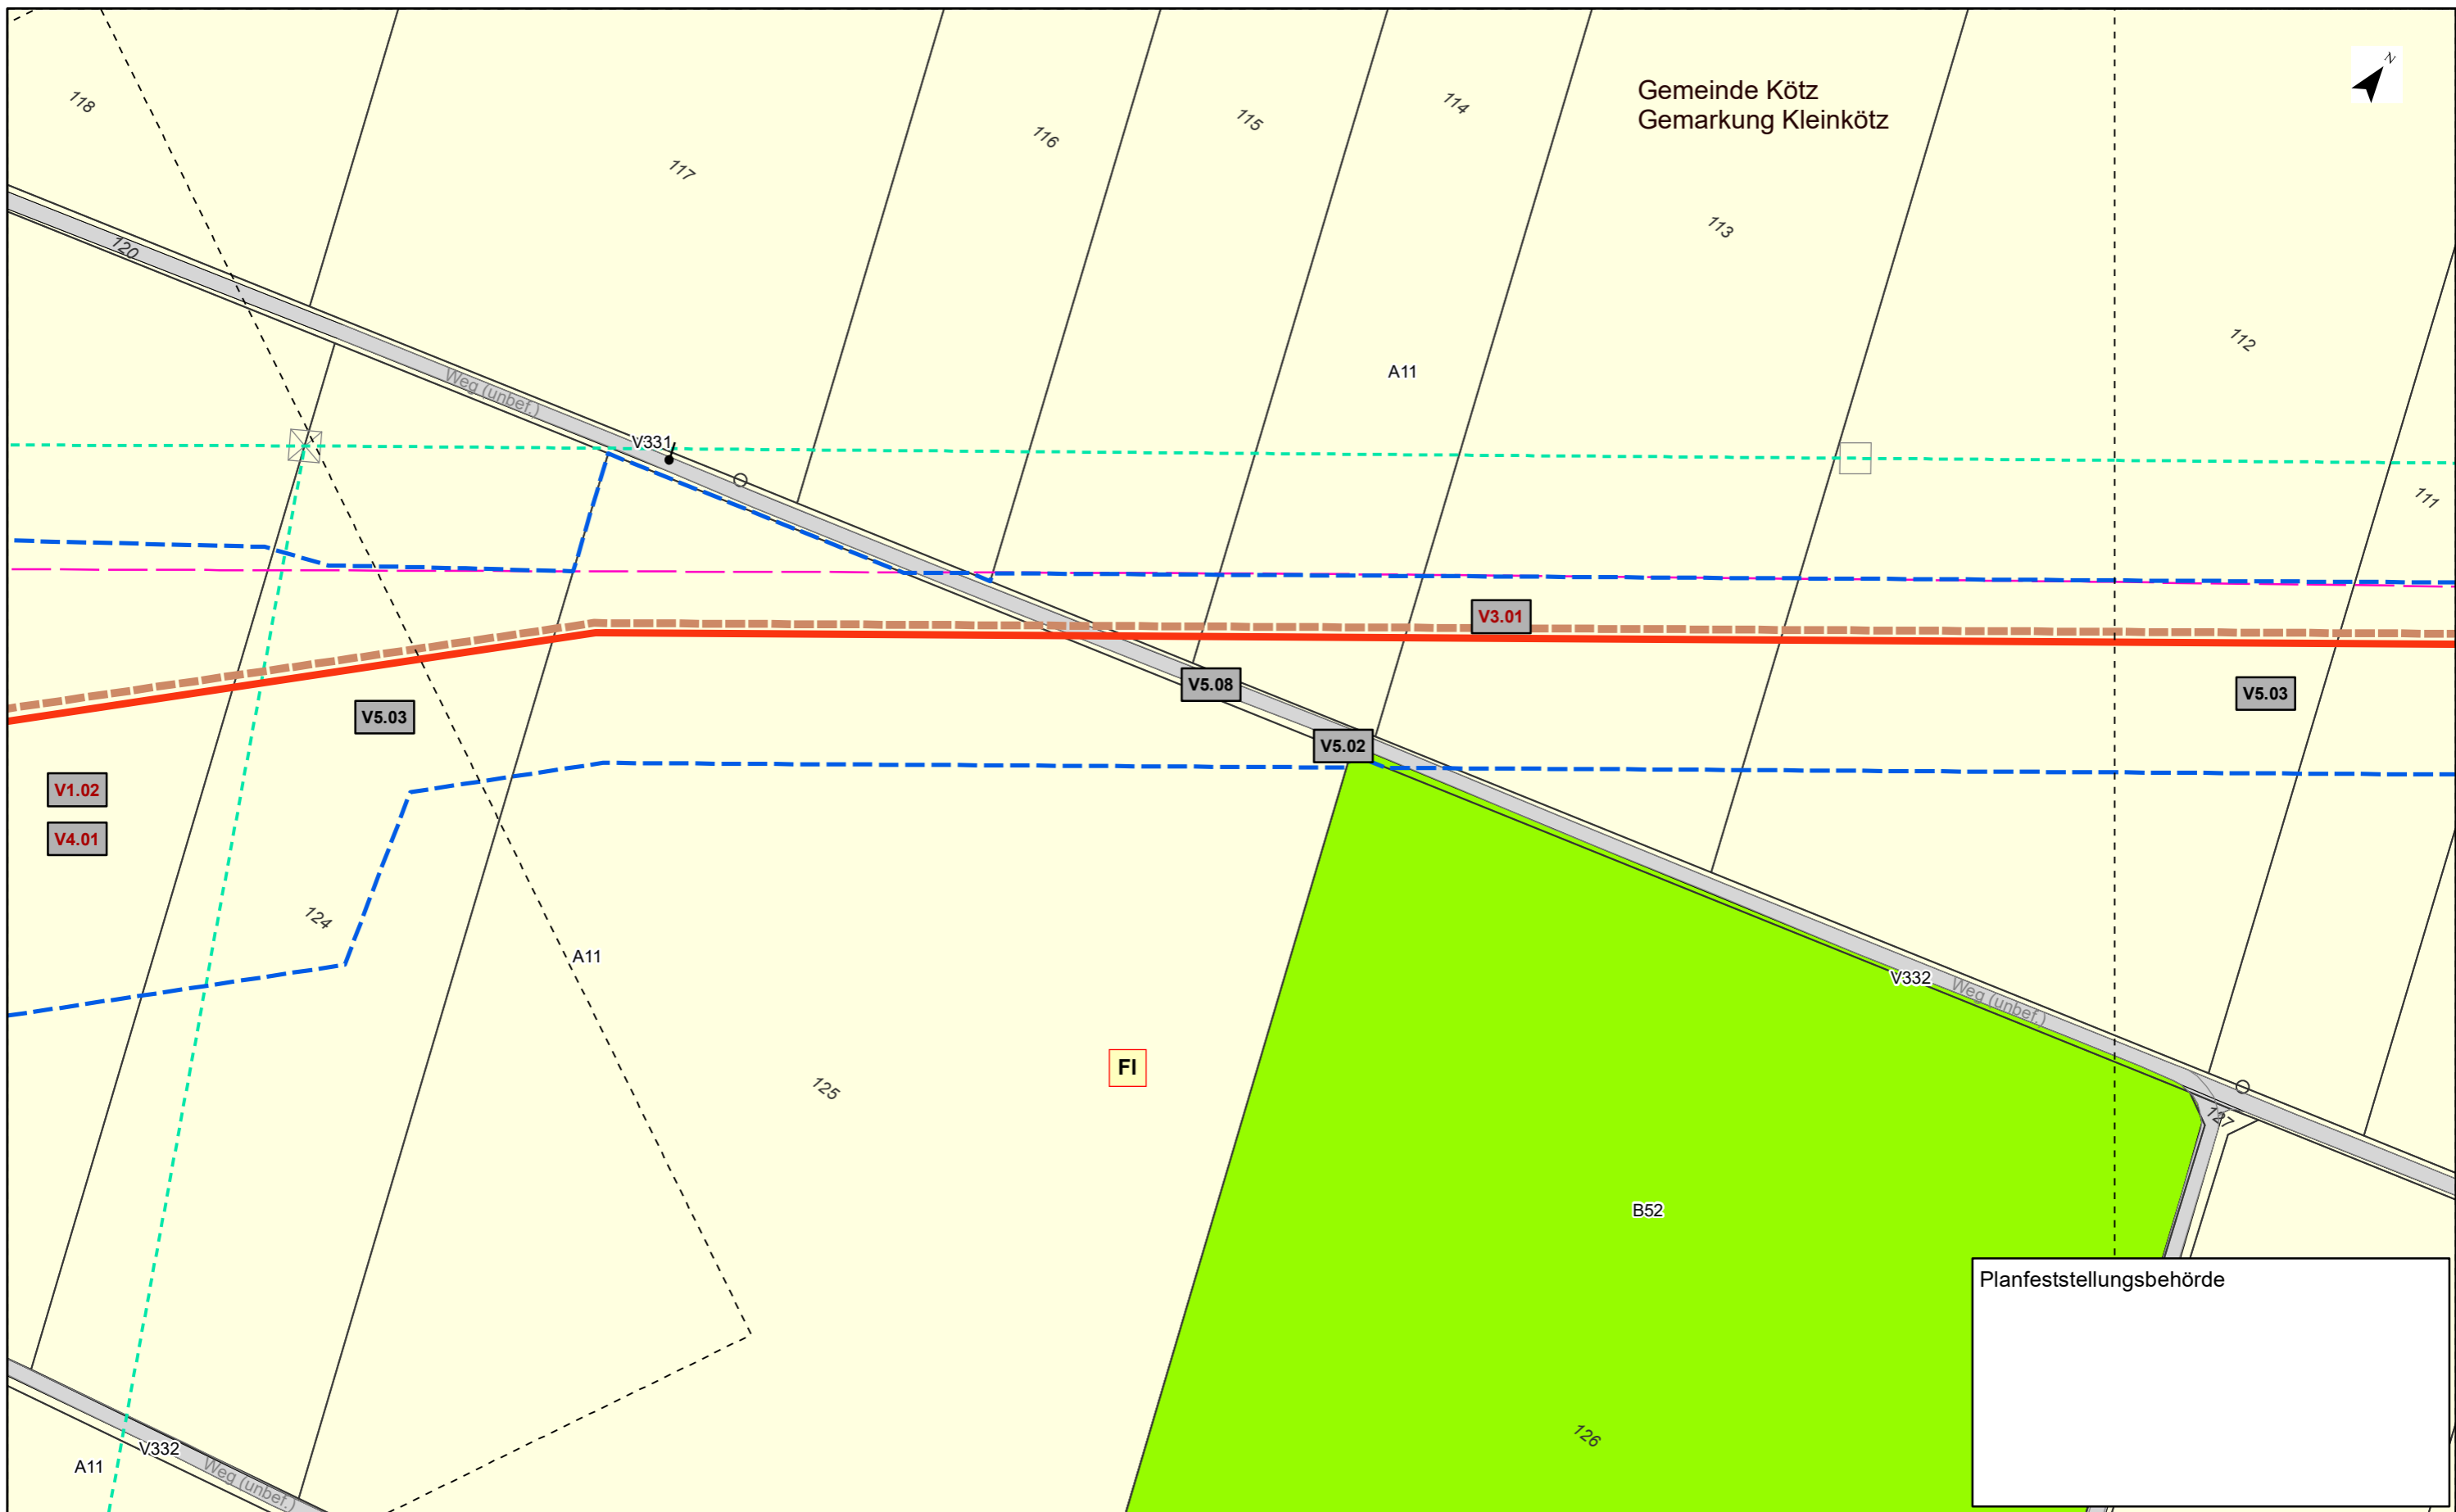 N
Gemeinde Kötz
Gemarkung Kleinkötz
118
117
116
115
114
113
112
111
120
Weg (unbef.)
A11
V331
V3.01
V5.08
V5.03
V5.03
V5.02
V1.02
V4.01
124
A11
125
FI
V332
Weg (unbef.)
127
B52
126
V332
A11
Weg (unbef.)
Planfeststellungsbehörde